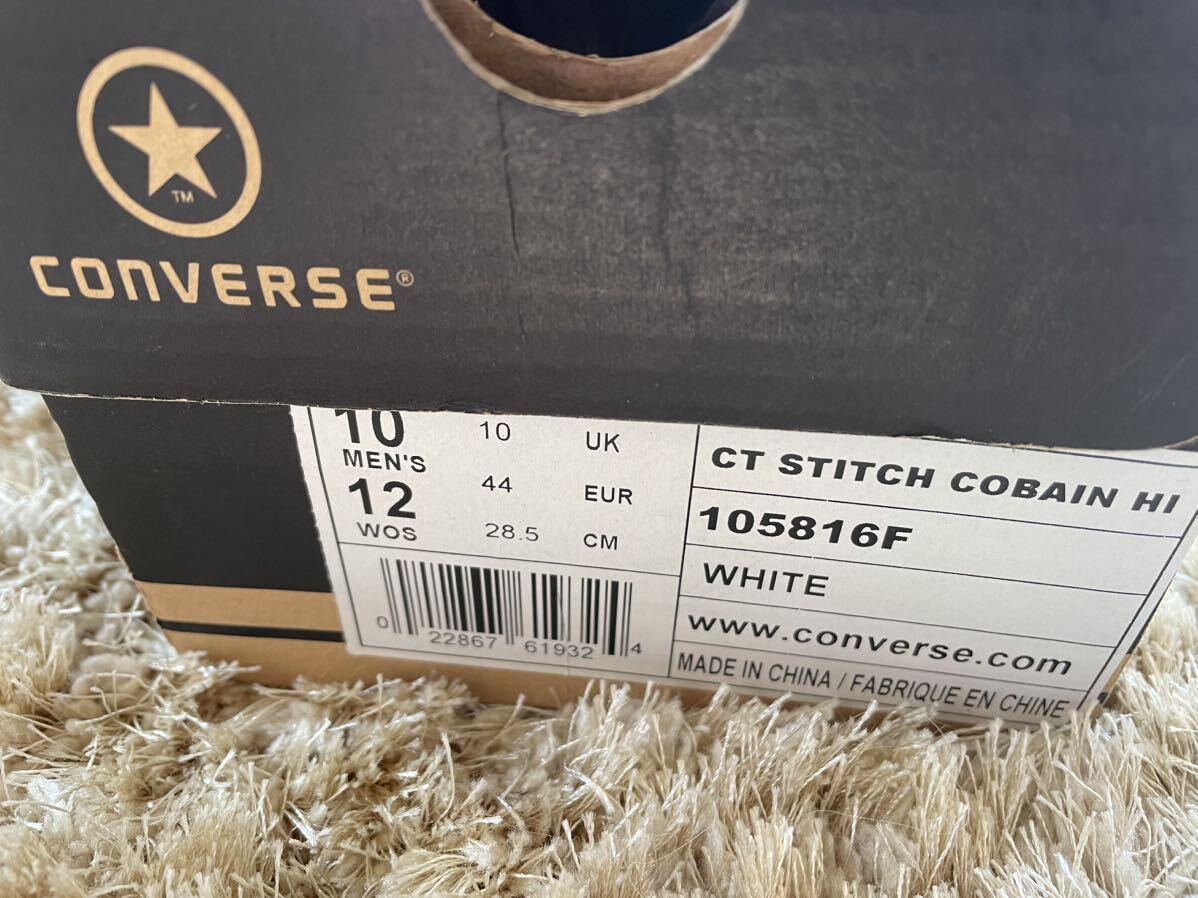 TM
CONVERSE®
10 10 UK
MEN'S
12 44 EUR
WOS 28.5 CM
0 22867 61932 4
CT STITCH COBAIN HI
105816F
WHITE
www.converse.com
MADE IN CHINA / FABRIQUE EN CHINE